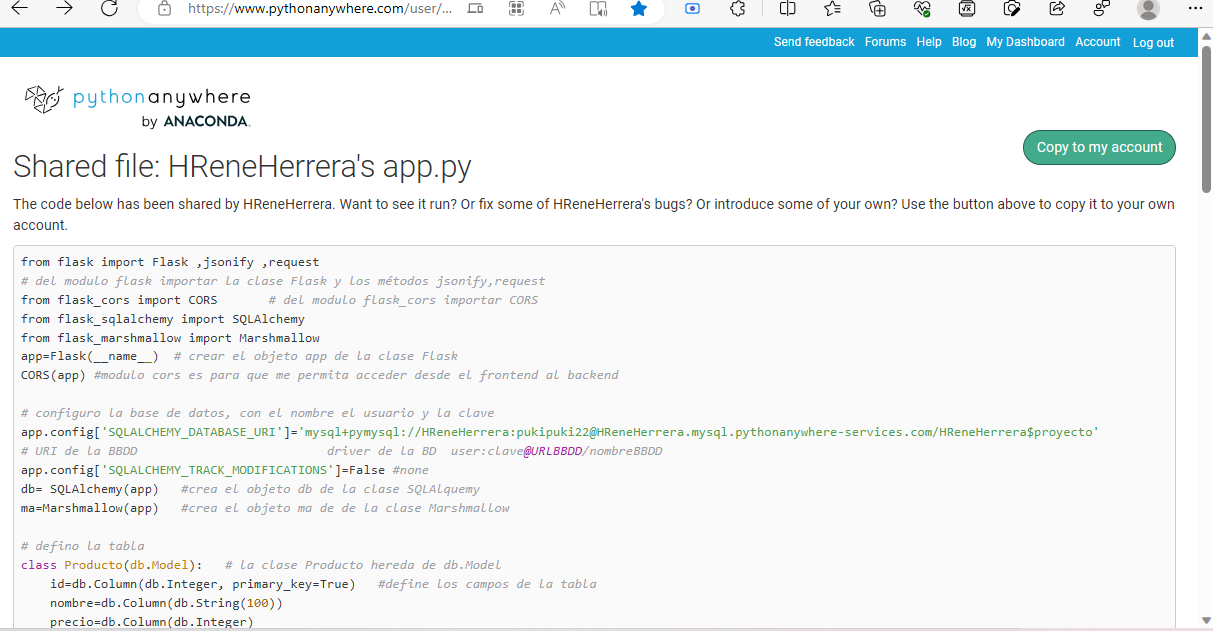 https://www.pythonanywhere.com/user/...
Send feedback Forums Help Blog My Dashboard Account Log out
pythonanywhere
by ANACONDA.
Copy to my account
Shared file: HReneHerrera's app.py
The code below has been shared by HReneHerrera. Want to see it run? Or fix some of HReneHerrera's bugs? Or introduce some of your own? Use the button above to copy it to your own
account.
from flask import Flask ,jsonify ,request
# del modulo flask importar la clase Flask y los métodos jsonify,request
from flask_cors import CORS       # del modulo flask_cors importar CORS
from flask_sqlalchemy import SQLAlchemy
from flask_marshmallow import Marshmallow
app=Flask(__name__)  # crear el objeto app de la clase Flask
CORS(app) #modulo cors es para que me permita acceder desde el frontend al backend
# configuro la base de datos, con el nombre el usuario y la clave
app.config['SQLALCHEMY_DATABASE_URI']='mysql+pymysql://HReneHerrera:pukipuki22@HReneHerrera.mysql.pythonanywhere-services.com/HReneHerrera$proyecto'
# URI de la BBDD                          driver de la BD  user:clave@URLBBDD/nombreBBDD
app.config['SQLALCHEMY_TRACK_MODIFICATIONS']=False #none
db= SQLAlchemy(app)   #crea el objeto db de la clase SQLAlquemy
ma=Marshmallow(app)   #crea el objeto ma de de la clase Marshmallow
# defino la tabla
class Producto(db.Model):   # la clase Producto hereda de db.Model
    id=db.Column(db.Integer, primary_key=True)   #define los campos de la tabla
    nombre=db.Column(db.String(100))
    precio=db.Column(db.Integer)